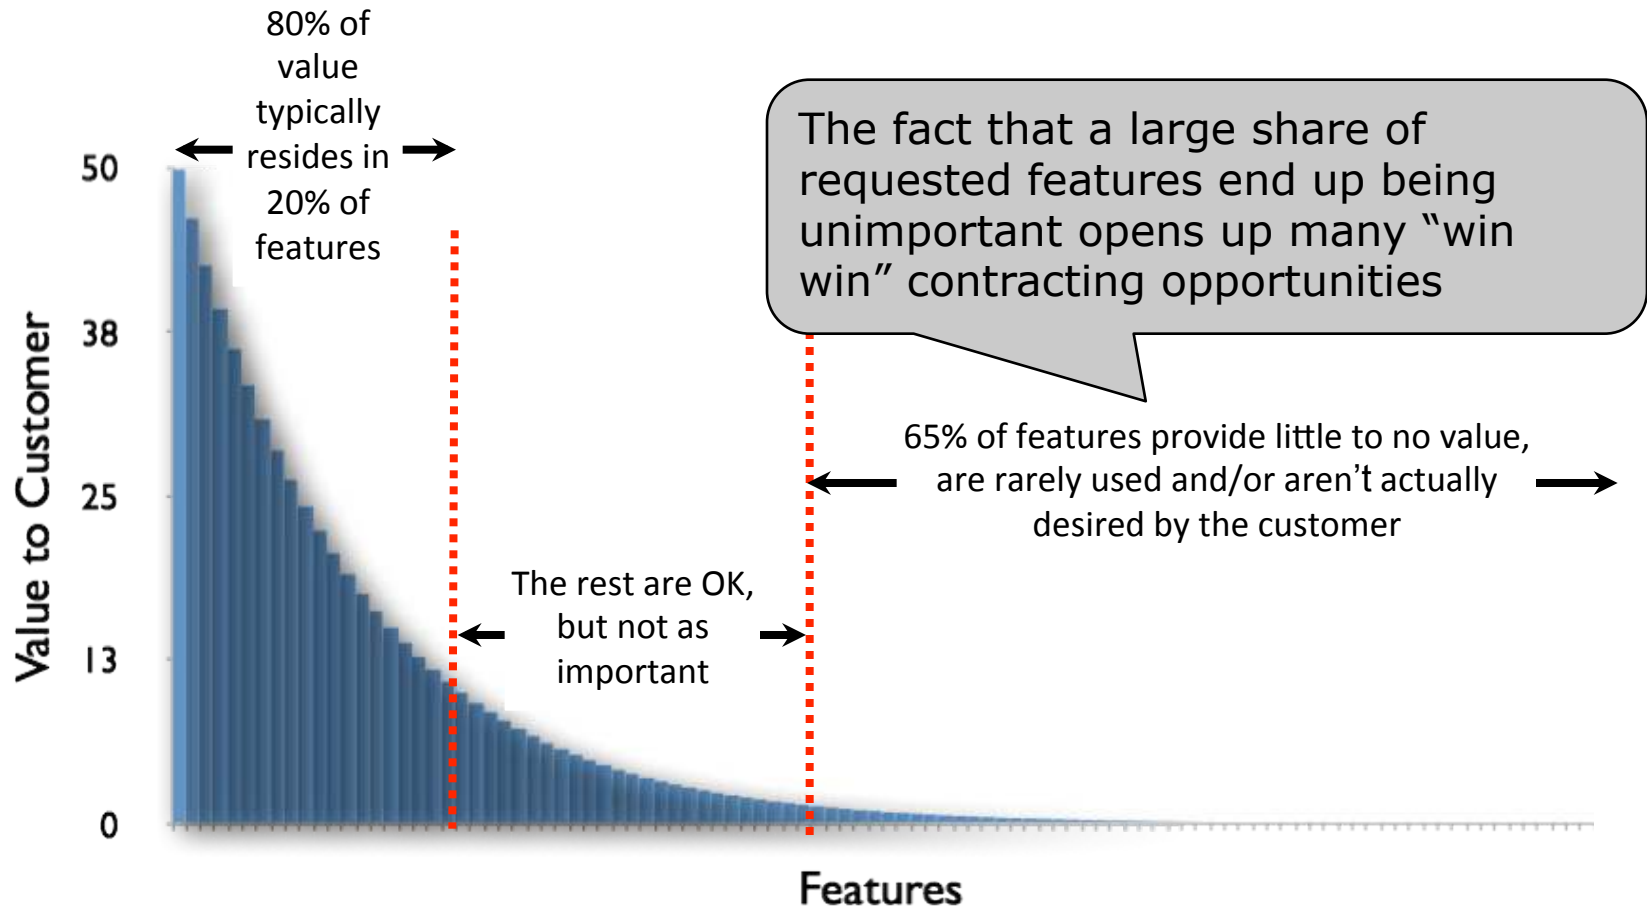 80% of
value
typically
resides in
20% of
features
The fact that a large share of
requested features end up being
unimportant opens up many “win
win” contracting opportunities
50
38
25
13
0
Value to Customer
65% of features provide little to no value,
are rarely used and/or aren’t actually
desired by the customer
The rest are OK,
but not as
important
Features